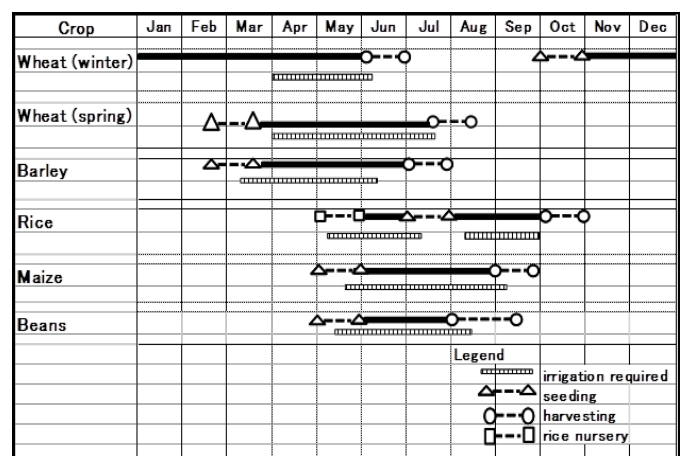 Crop Jan Feb Mar Apr May Jun Jul Aug Sep Oct Nov Dec
Wheat (winter)
Wheat (spring)
Barley
Rice
Maize
Beans
Legend
irrigation required
seeding
harvesting
rice nursery